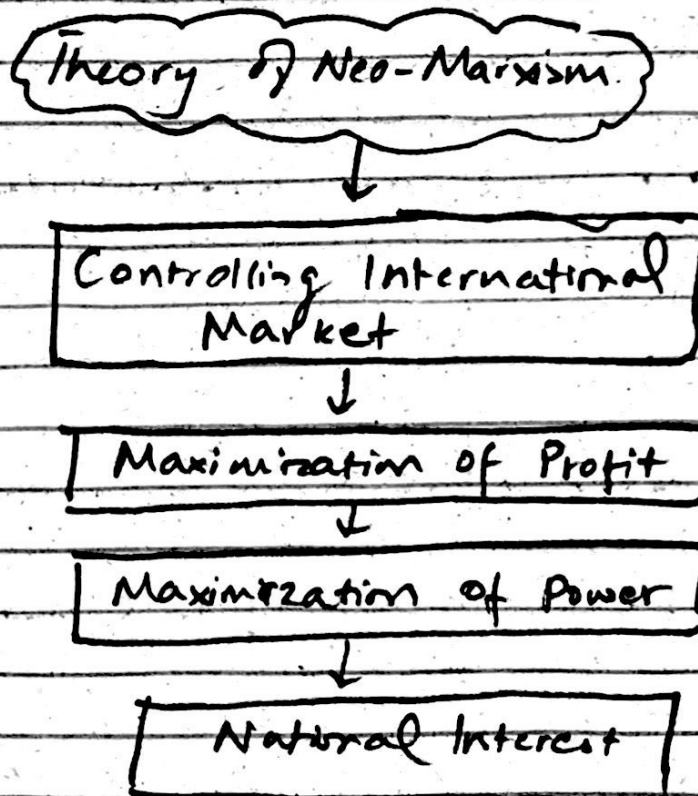 Theory of Neo-Marxism
Controlling International
Market
Maximization of Profit
Maximization of Power
National Interest